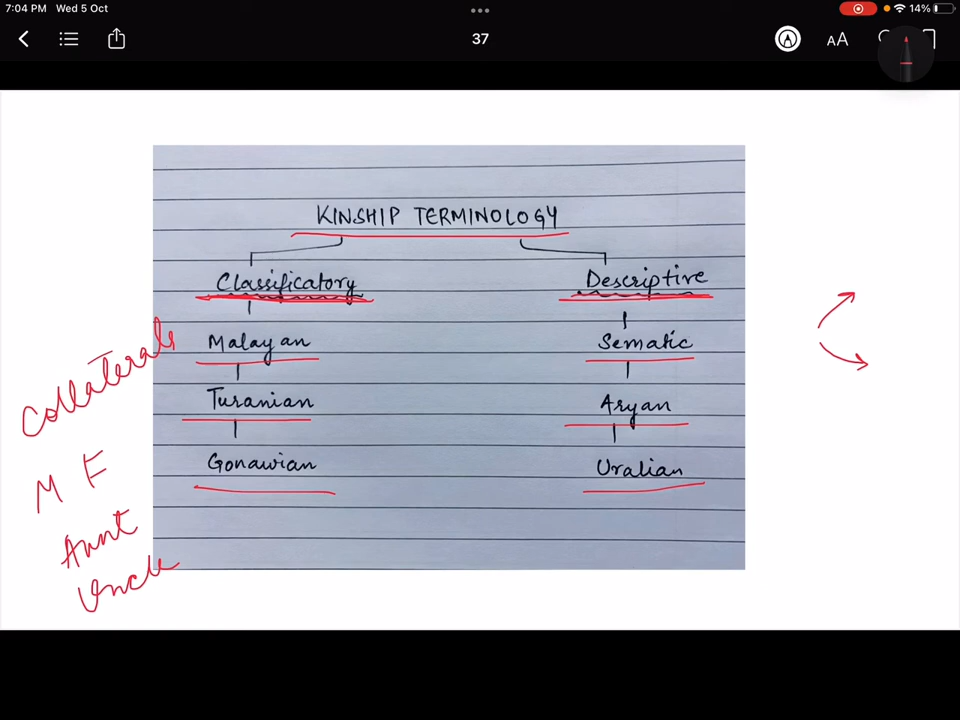 7:04 PM Wed 5 Oct
14%
37
AA
KINSHIP TERMINOLOGY
Classificatory
Descriptive
Malayan
Sematic
Turanian
Aryan
Gonawian
Uralian
Collaterals
M F
Aunt
Uncle